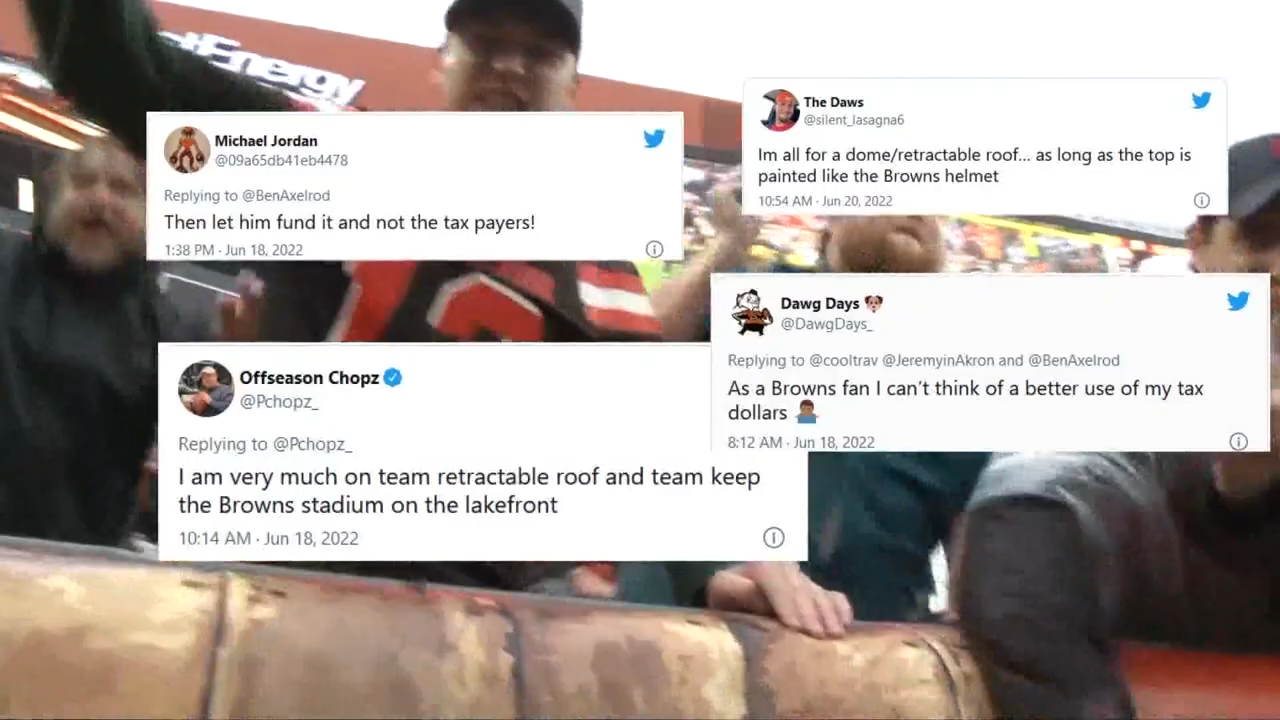 Energy
Michael Jordan
@09a65db41eb4478
Replying to @BenAxelrod
Then let him fund it and not the tax payers!
1:38 PM · Jun 18, 2022
The Daws
@silent_lasagna6
Im all for a dome/retractable roof... as long as the top is
painted like the Browns helmet
10:54 AM · Jun 20, 2022
Dawg Days 🐶
@DawgDays_
Replying to @cooltrav @JeremyinAkron and @BenAxelrod
As a Browns fan I can't think of a better use of my tax
dollars 🤷🏽‍♂️
8:12 AM · Jun 18, 2022
Offseason Chopz
@Pchopz_
Replying to @Pchopz_
I am very much on team retractable roof and team keep
the Browns stadium on the lakefront
10:14 AM · Jun 18, 2022